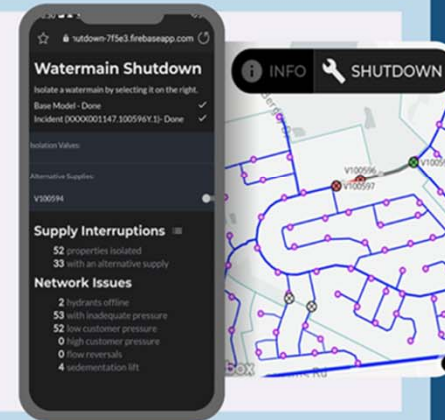 utdown-7f5e3.firebaseapp.com
Watermain Shutdown
Isolate a watermain by selecting it on the right.
Base Model - Done
Incident (XXXX001147.100596Y.1)- Done
Isolation Valves:
Alternative Supplies:
V100594
Supply Interruptions
52 properties isolated
33 with an alternative supply
Network Issues
2 hydrants offline
53 with inadequate pressure
52 low customer pressure
0 high customer pressure
0 flow reversals
4 sedementation lift
INFO
SHUTDOWN
V100596
V100597
V10059
box
Rd